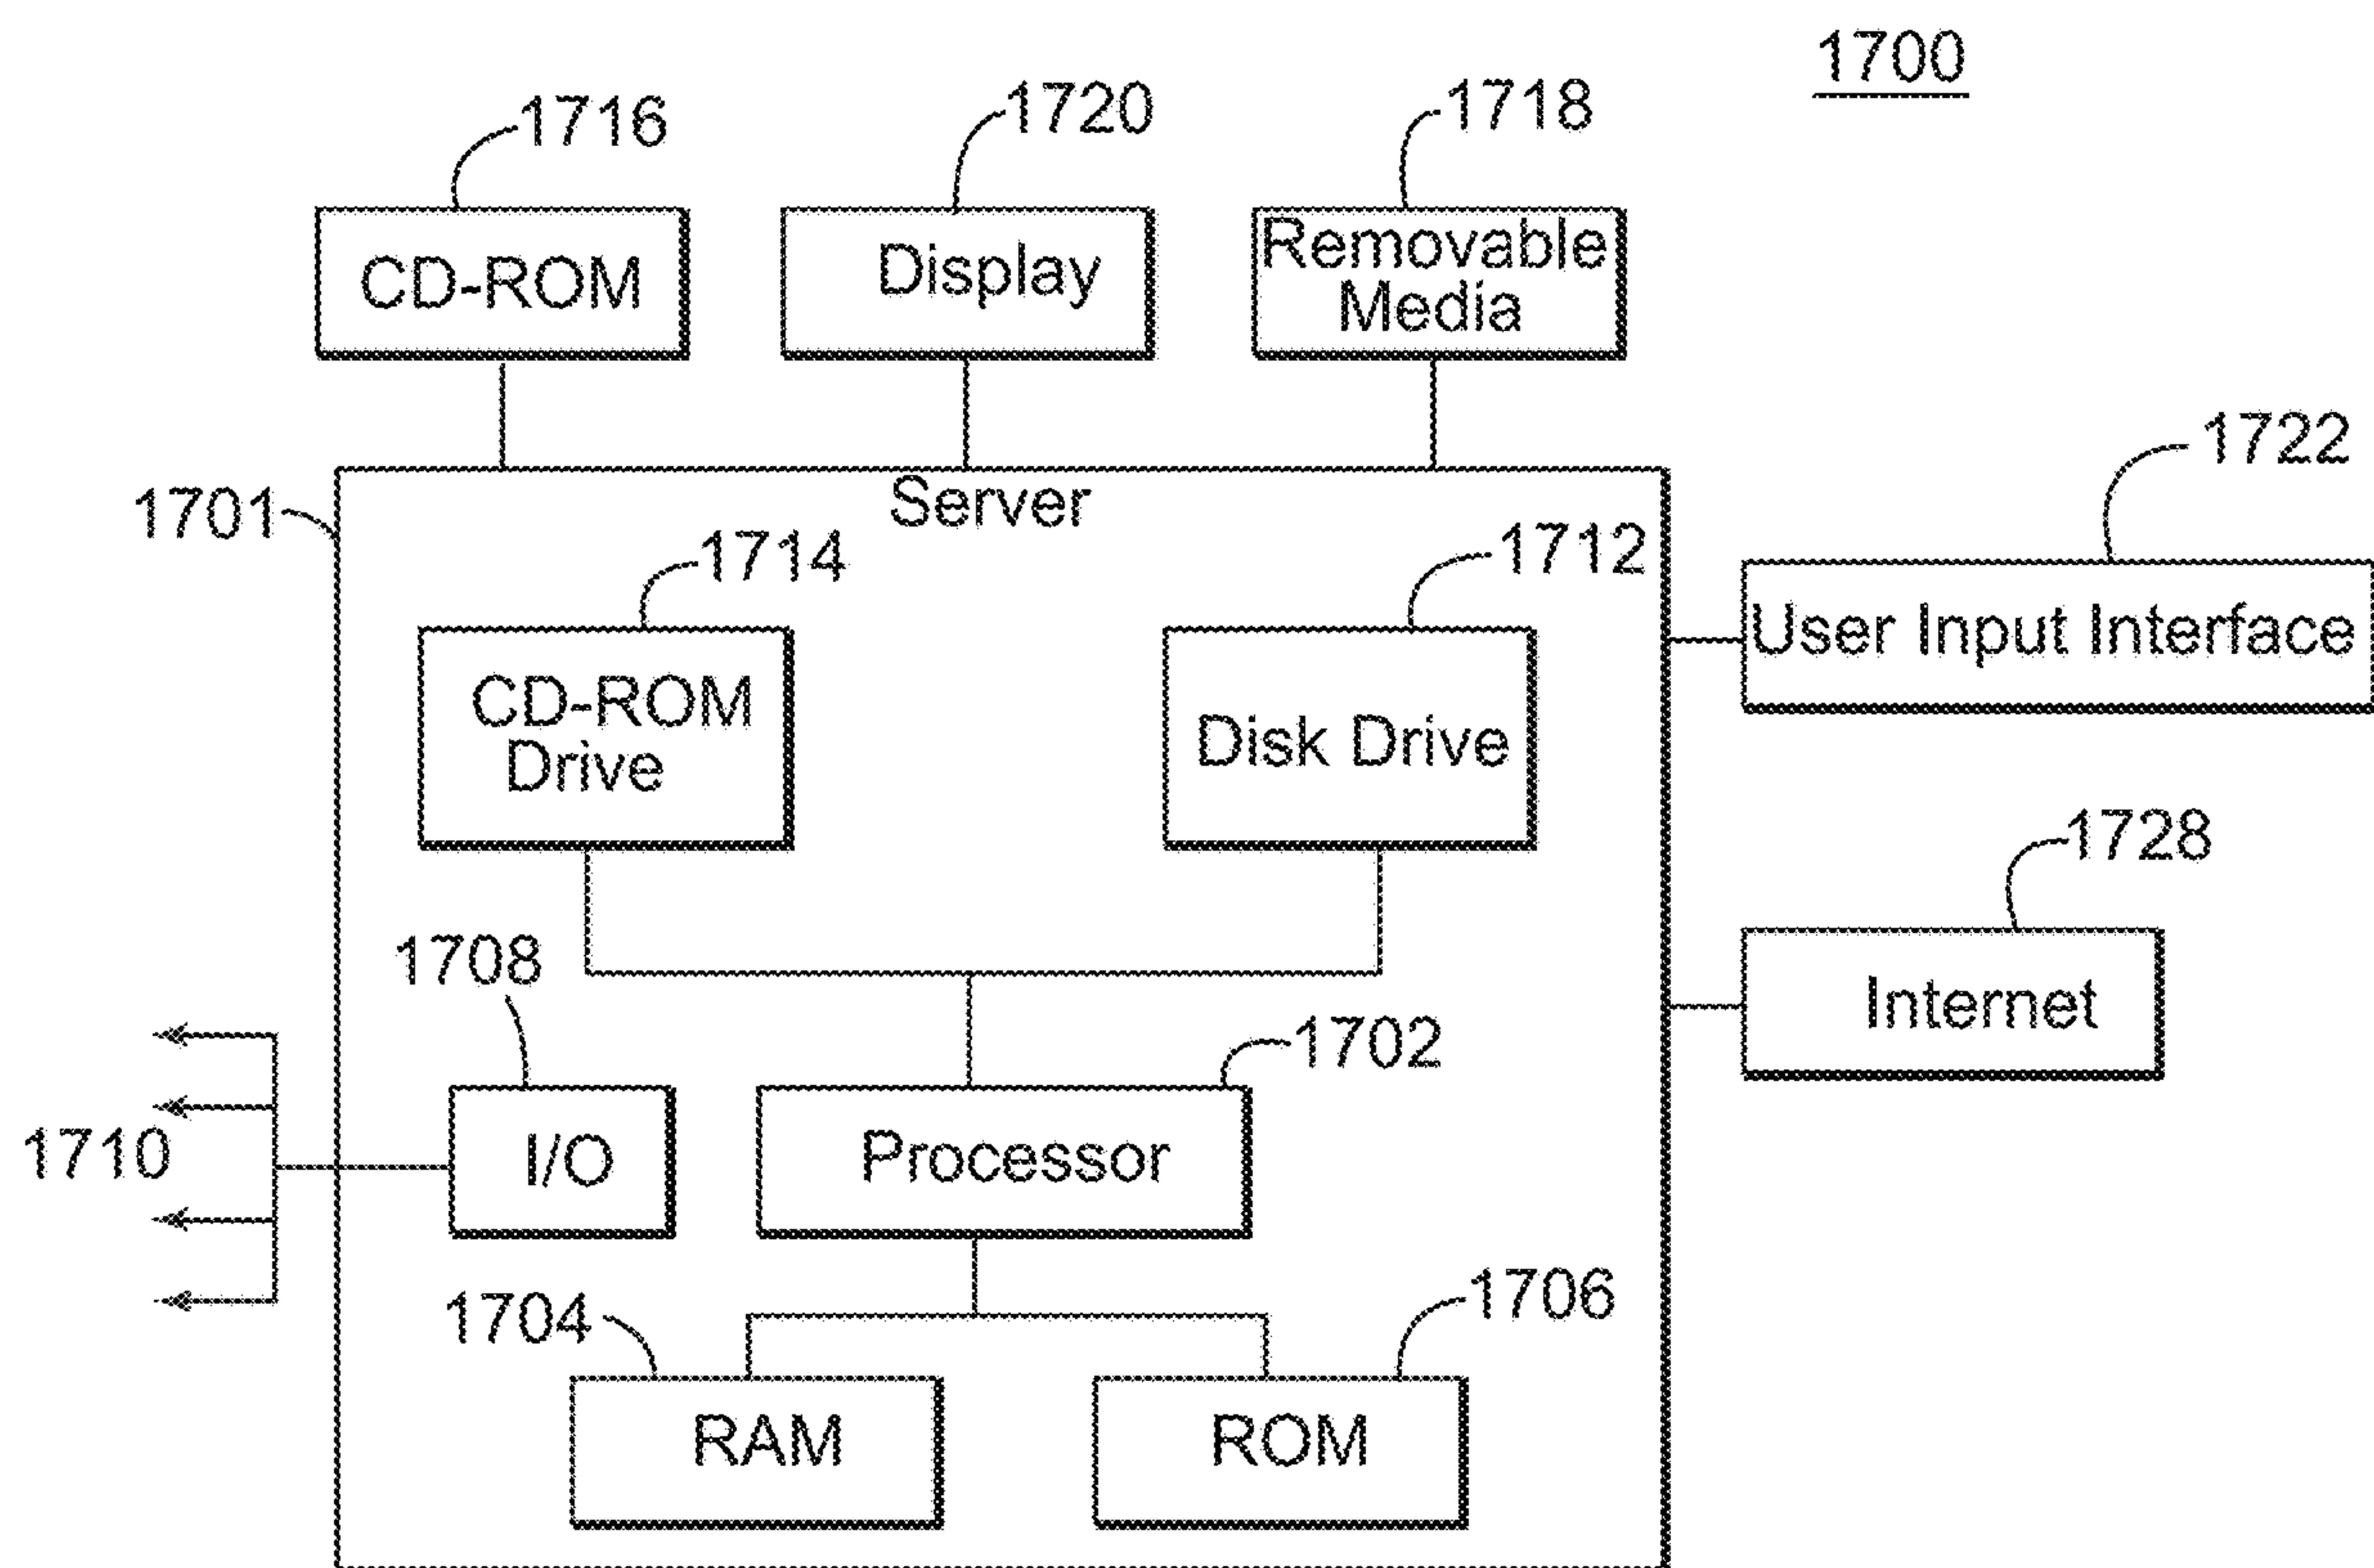 1700
1716
1720
1718
CD-ROM
Display
Removable
Media
1722
1701
Server
1714
1712
User Input Interface
CD-ROM
Drive
Disk Drive
1728
1708
Internet
1702
1710
I/O
Processor
1704
1706
RAM
ROM